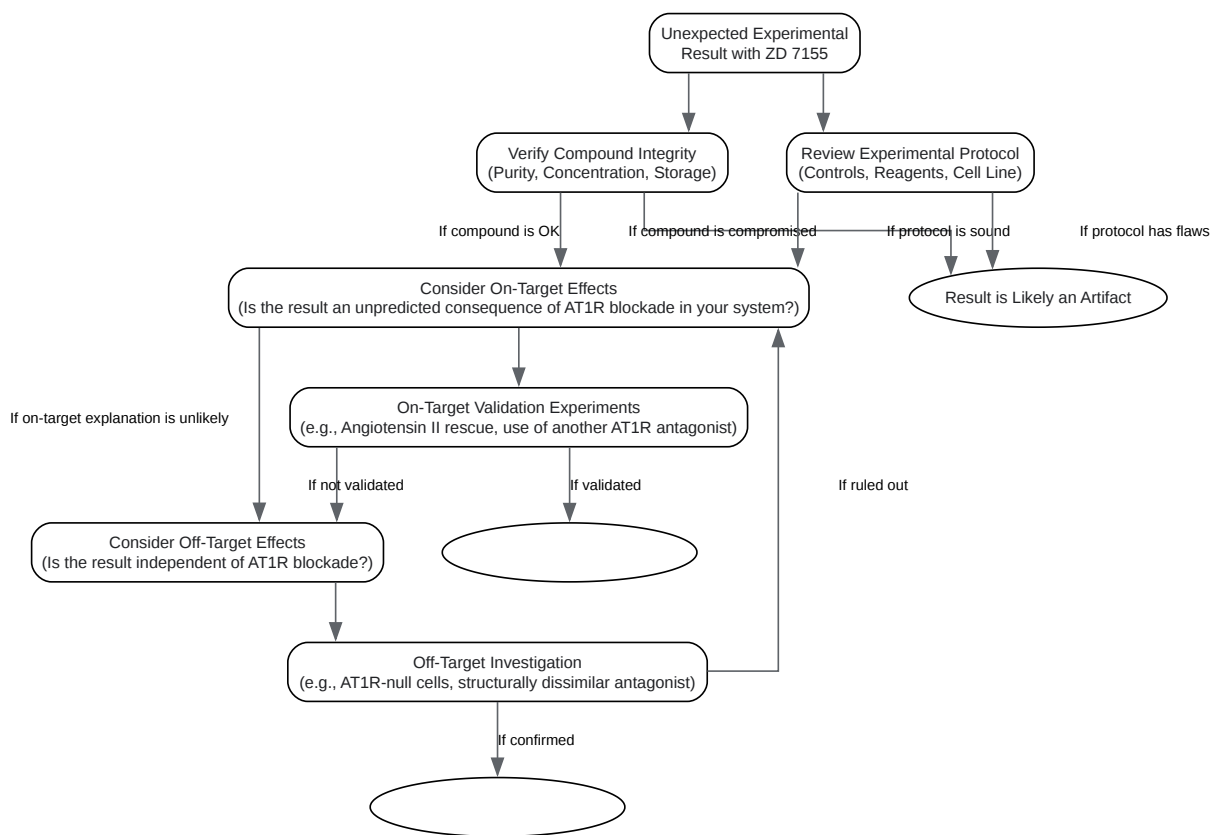 Unexpected Experimental
Result with ZD 7155
Verify Compound Integrity
(Purity, Concentration, Storage)
Review Experimental Protocol
(Controls, Reagents, Cell Line)
If compound is OK
If compound is compromised
If protocol is sound
If protocol has flaws
Consider On-Target Effects
(Is the result an unpredicted consequence of AT1R blockade in your system?)
Result is Likely an Artifact
If on-target explanation is unlikely
On-Target Validation Experiments
(e.g., Angiotensin II rescue, use of another AT1R antagonist)
If not validated
If validated
If ruled out
Consider Off-Target Effects
(Is the result independent of AT1R blockade?)
Off-Target Investigation
(e.g., AT1R-null cells, structurally dissimilar antagonist)
If confirmed